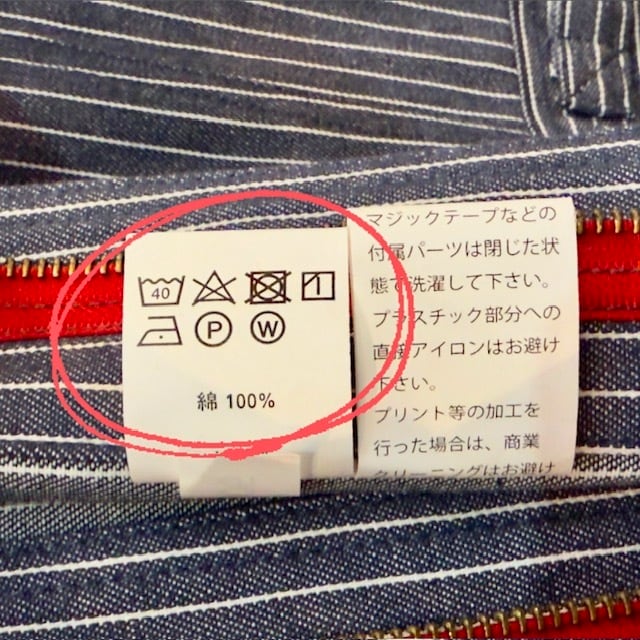 40
P W
綿 100%
マジックテープなどの
付属パーツは閉じた状
態で洗濯して下さい。
プラスチック部分への
直接アイロンはお避け
下さい。
プリント等の加工を
行った場合は、商業
クリーニングはお避け